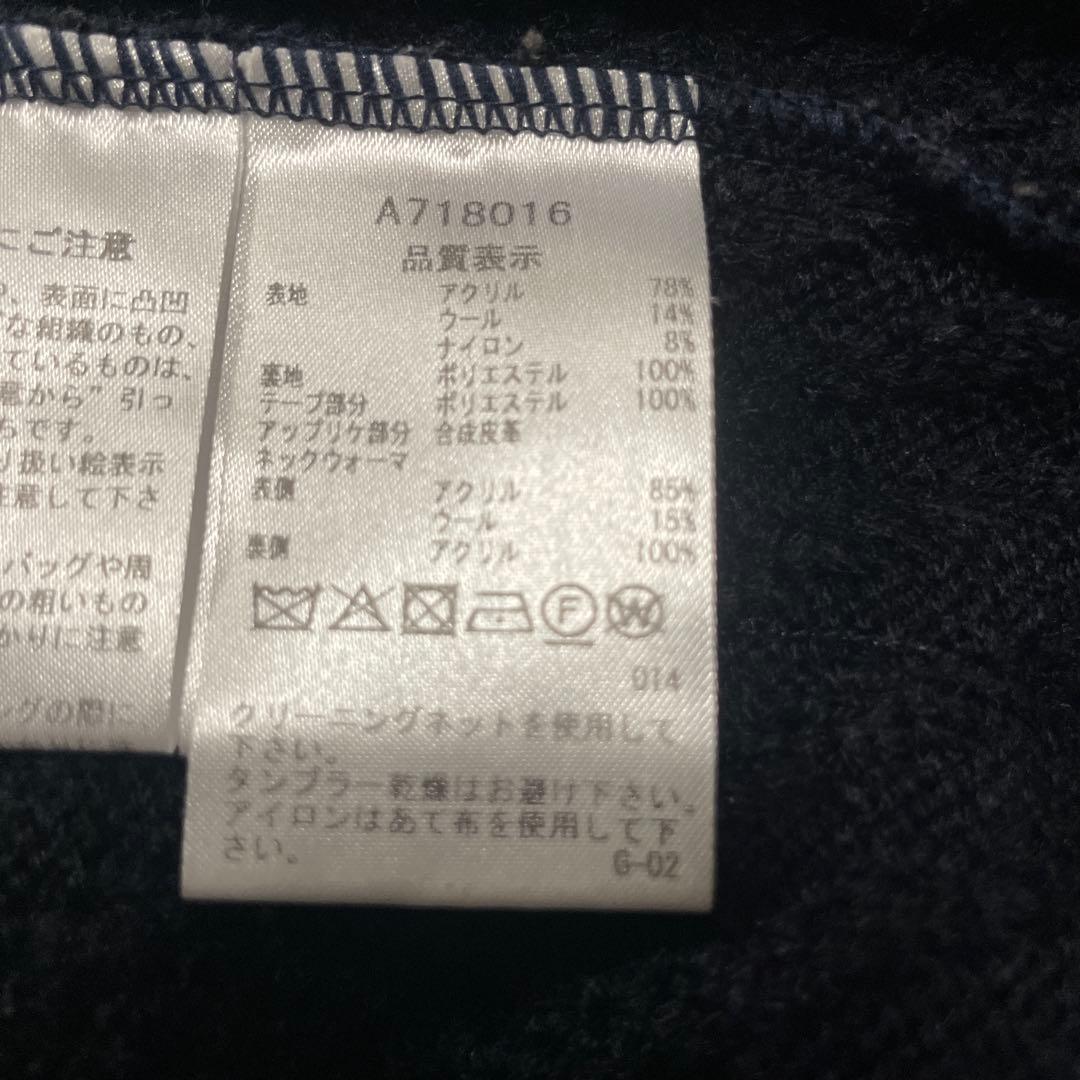 にご注意
、表面に凸凹
な組織のもの、
ているものは、
意から”引っ
らです。
り扱い絵表示
注意して下さ
バッグや周
の粗いもの
かりに注意
グの際に
A718016
品質表示
表地 アクリル 78%
ウール 14%
ナイロン 8%
裏地 ポリエステル 100%
テープ部分 ポリエステル 100%
アップリケ部分 合成皮革
ネックウォーマ
表側 アクリル 85%
ウール 15%
裏側 アクリル 100%
F W
014
クリーニングネットを使用して
下さい。
タンブラー乾燥はお避け下さい。
アイロンはあて布を使用して下
さい。
G-02